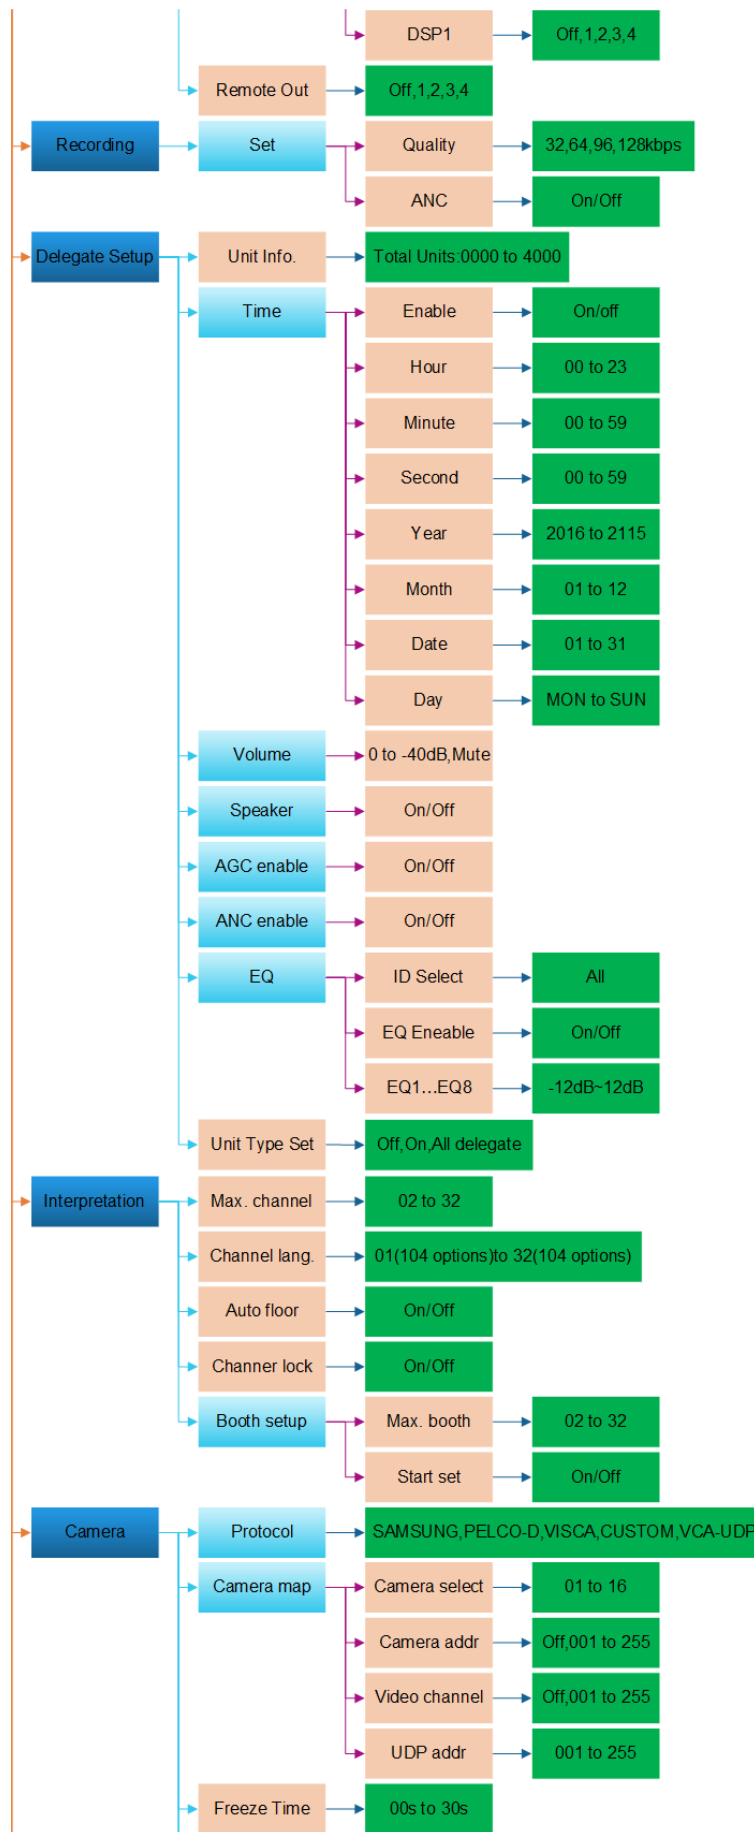 DSP1 Off,1,2,3,4
Remote Out Off,1,2,3,4
Recording Set Quality 32,64,96,128kbps
ANC On/Off
Delegate Setup Unit Info. Total Units:0000 to 4000
Time Enable On/off
Hour 00 to 23
Minute 00 to 59
Second 00 to 59
Year 2016 to 2115
Month 01 to 12
Date 01 to 31
Day MON to SUN
Volume 0 to -40dB,Mute
Speaker On/Off
AGC enable On/Off
ANC enable On/Off
EQ ID Select All
EQ Eneable On/Off
EQ1...EQ8 -12dB~12dB
Unit Type Set Off,On,All delegate
Interpretation Max. channel 02 to 32
Channel lang. 01(104 options)to 32(104 options)
Auto floor On/Off
Channer lock On/Off
Booth setup Max. booth 02 to 32
Start set On/Off
Camera Protocol SAMSUNG,PELCO-D,VISCA,CUSTOM,VCA-UDP
Camera map Camera select 01 to 16
Camera addr Off,001 to 255
Video channel Off,001 to 255
UDP addr 001 to 255
Freeze Time 00s to 30s